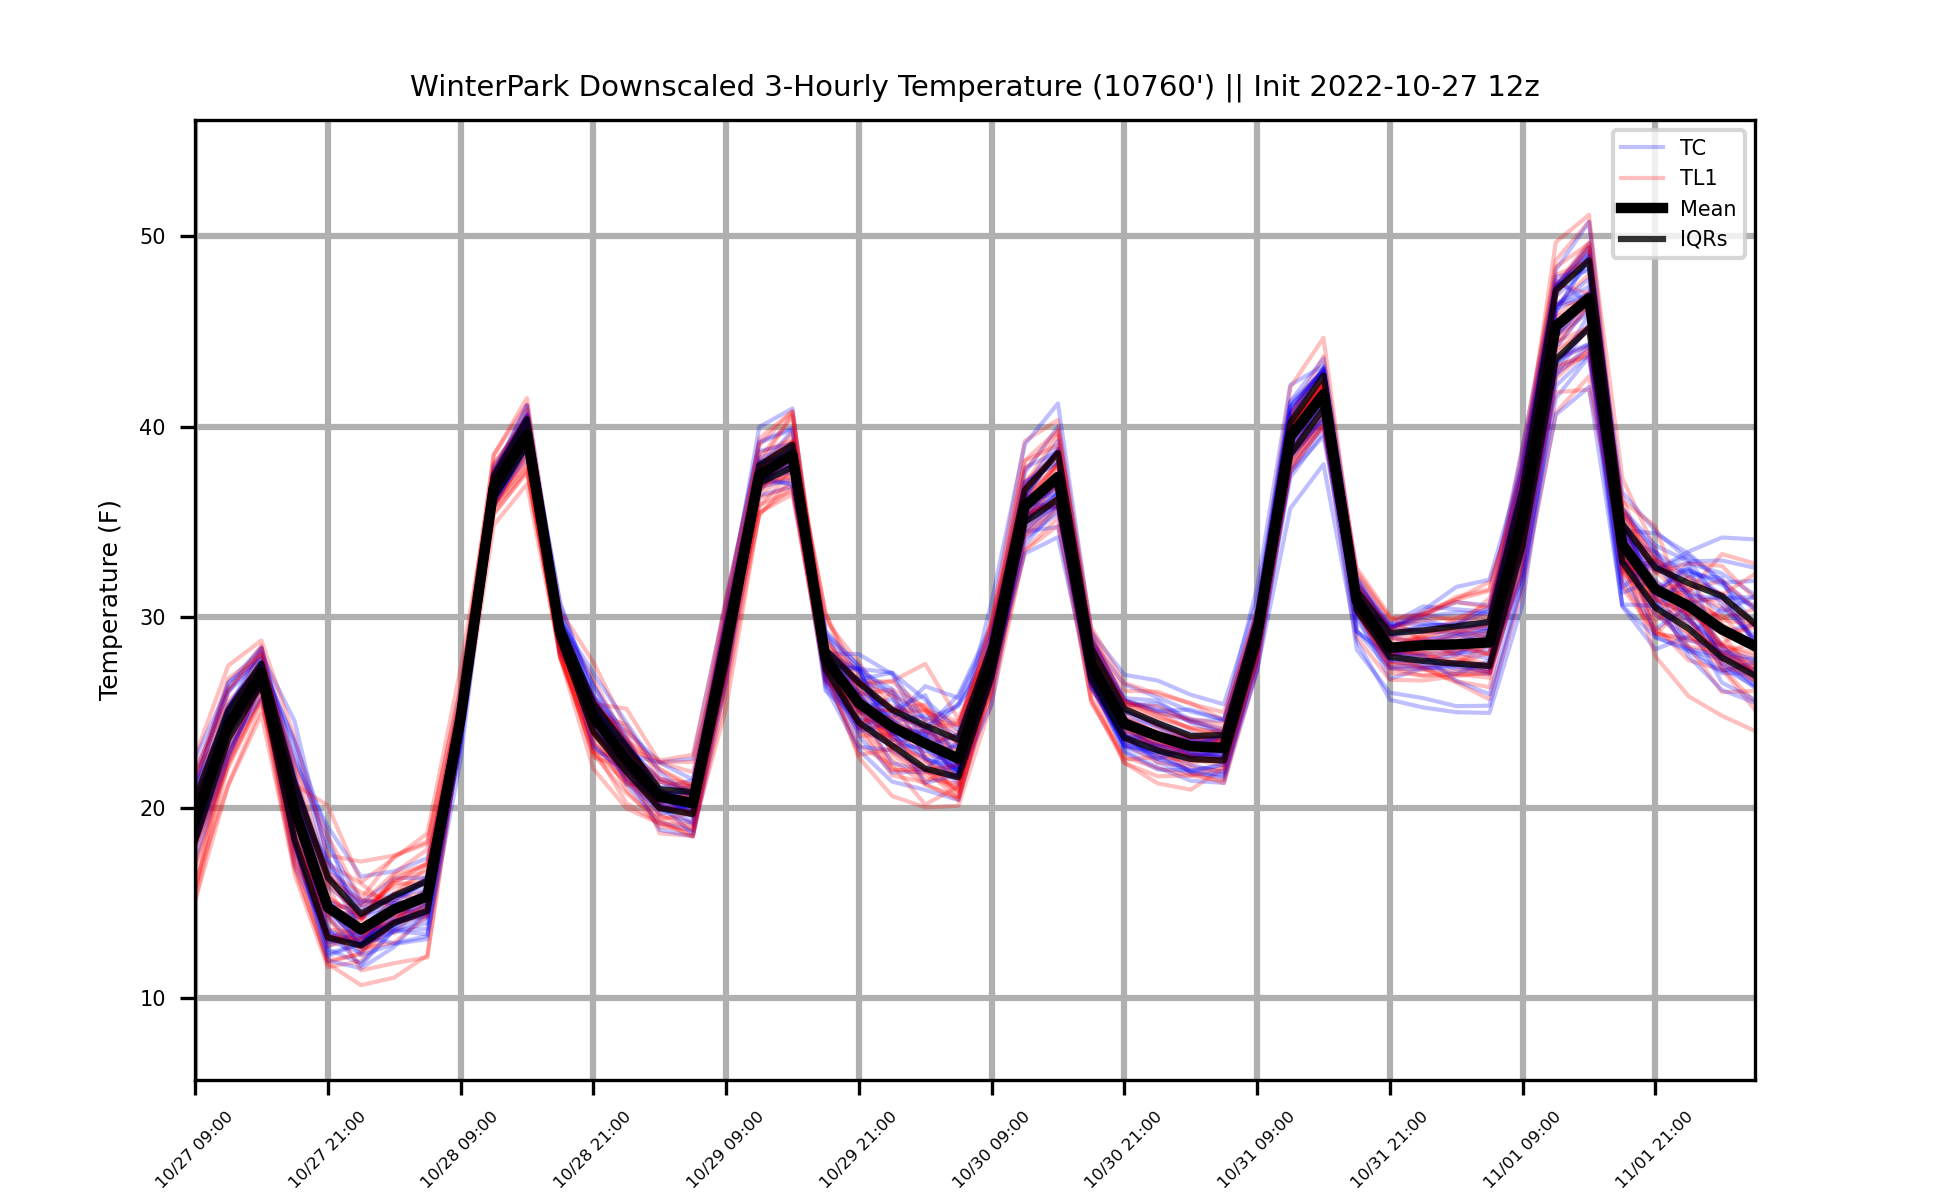 WinterPark Downscaled 3-Hourly Temperature (10760') || Init 2022-10-27 12z
TC
TL1
Mean
IQRs
Temperature (F)
50
40
30
20
10
10/27 09:00
10/27 21:00
10/28 09:00
10/28 21:00
10/29 09:00
10/29 21:00
10/30 09:00
10/30 21:00
10/31 09:00
10/31 21:00
11/01 09:00
11/01 21:00